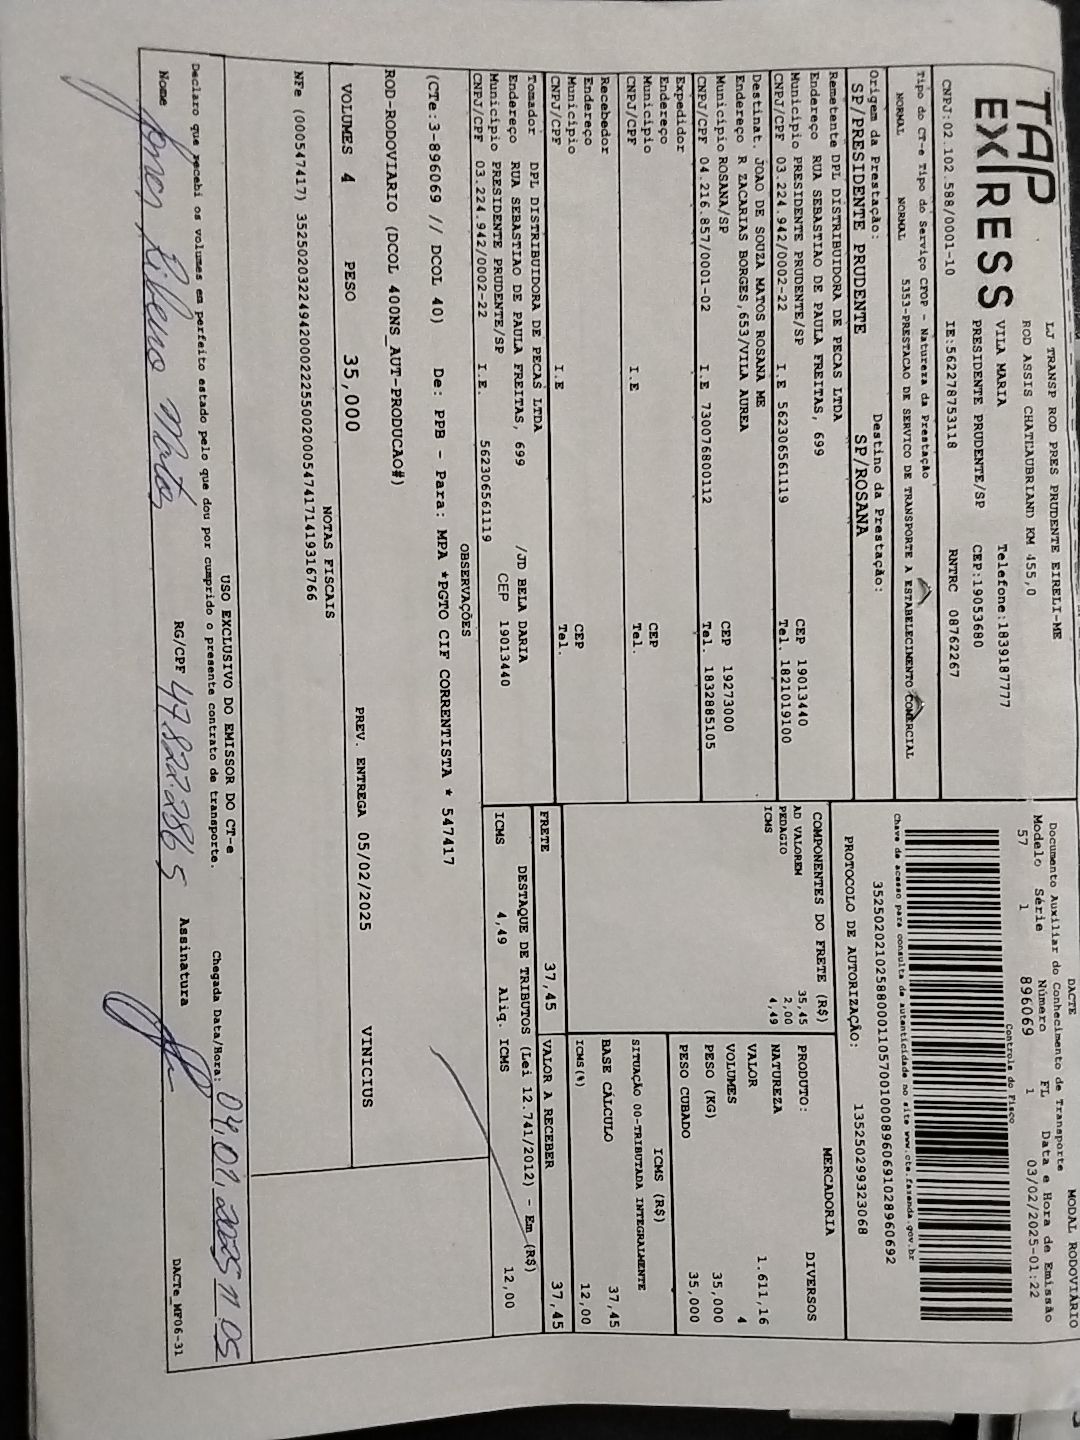 TAP
EXPRESS
LJ TRANSP ROD PRES PRUDENTE EIRELI-ME
ROD ASSIS CHATEAUBRIAND KM 455,0
VILA MARIA Telefone:1839187777
PRESIDENTE PRUDENTE/SP CEP:19053680
CNPJ:02.102.588/0001-10 IE:562278753118 RNTRC 08762267
DACTE MODAL RODOVIÁRIO
Documento Auxiliar do Conhecimento de Transporte
Modelo Série Número FL Data e Hora de Emissão
57 1 896069 1 03/02/2025-01:22
Controle do Fisco
Chave de acesso para consulta de autenticidade no site www.cte.fazenda.gov.br
35250202102588000110570010008960691028960692
PROTOCOLO DE AUTORIZAÇÃO: 135250299323068
Tipo do CT-e Tipo do Serviço CFOP - Natureza da Prestação
NORMAL NORMAL 5353-PRESTACAO DE SERVICO DE TRANSPORTE A ESTABELECIMENTO COMERCIAL
Origem da Prestação: Destino da Prestação:
SP/PRESIDENTE PRUDENTE SP/ROSANA
Remetente DPL DISTRIBUIDORA DE PECAS LTDA
Endereço RUA SEBASTIAO DE PAULA FREITAS, 699
Município PRESIDENTE PRUDENTE/SP CEP 19013440
CNPJ/CPF 03.224.942/0002-22 I.E 562306561119 Tel. 1821019100
Destinat. JOAO DE SOUZA MATOS ROSANA ME
Endereço R ZACARIAS BORGES,653/VILA AUREA
Município ROSANA/SP CEP 19273000
CNPJ/CPF 04.216.857/0001-02 I.E 730076800112 Tel. 1832885105
Expedidor
Endereço
Município CEP
CNPJ/CPF I.E Tel.
Recebedor
Endereço
Município CEP
CNPJ/CPF I.E Tel.
Tomador DPL DISTRIBUIDORA DE PECAS LTDA
Endereço RUA SEBASTIAO DE PAULA FREITAS, 699 /JD BELA DARIA
Município PRESIDENTE PRUDENTE/SP CEP 19013440
CNPJ/CPF 03.224.942/0002-22 I.E. 562306561119
COMPONENTES DO FRETE (R$)
AD VALOREM 35,45
PEDAGIO 2,00
ICMS 4,49
MERCADORIA
PRODUTO: DIVERSOS
NATUREZA
VALOR 1.611,16
VOLUMES 4
PESO (KG) 35,000
PESO CUBADO 35,000
ICMS (R$)
SITUAÇÃO 00-TRIBUTADA INTEGRALMENTE
BASE CÁLCULO 37,45
ICMS(%) 12,00
FRETE 37,45 VALOR A RECEBER 37,45
DESTAQUE DE TRIBUTOS (Lei 12.741/2012) - Em (R$)
ICMS 4,49 Aliq. ICMS 12,00
OBSERVAÇÕES
(CTe:3-896069 // DCOL 40) De: PPB - Para: MPA *PGTO CIF CORRENTISTA * 547417
ROD-RODOVIARIO (DCOL 400NS_AUT-PRODUCAO#)
VOLUMES 4 PESO 35,000 PREV. ENTREGA 05/02/2025 VINICIUS
NOTAS FISCAIS
NFe (000547417) 35250203224942000222550020005474171419316766
USO EXCLUSIVO DO EMISSOR DO CT-e
Declaro que recebi os volumes em perfeito estado pelo que dou por cumprido o presente contrato de transporte. Chegada Data/Hora: 04.01.2025 11.05
Nome Ribeiro Matos RG/CPF 47.822.286 5 Assinatura
DACTe_MF06-31